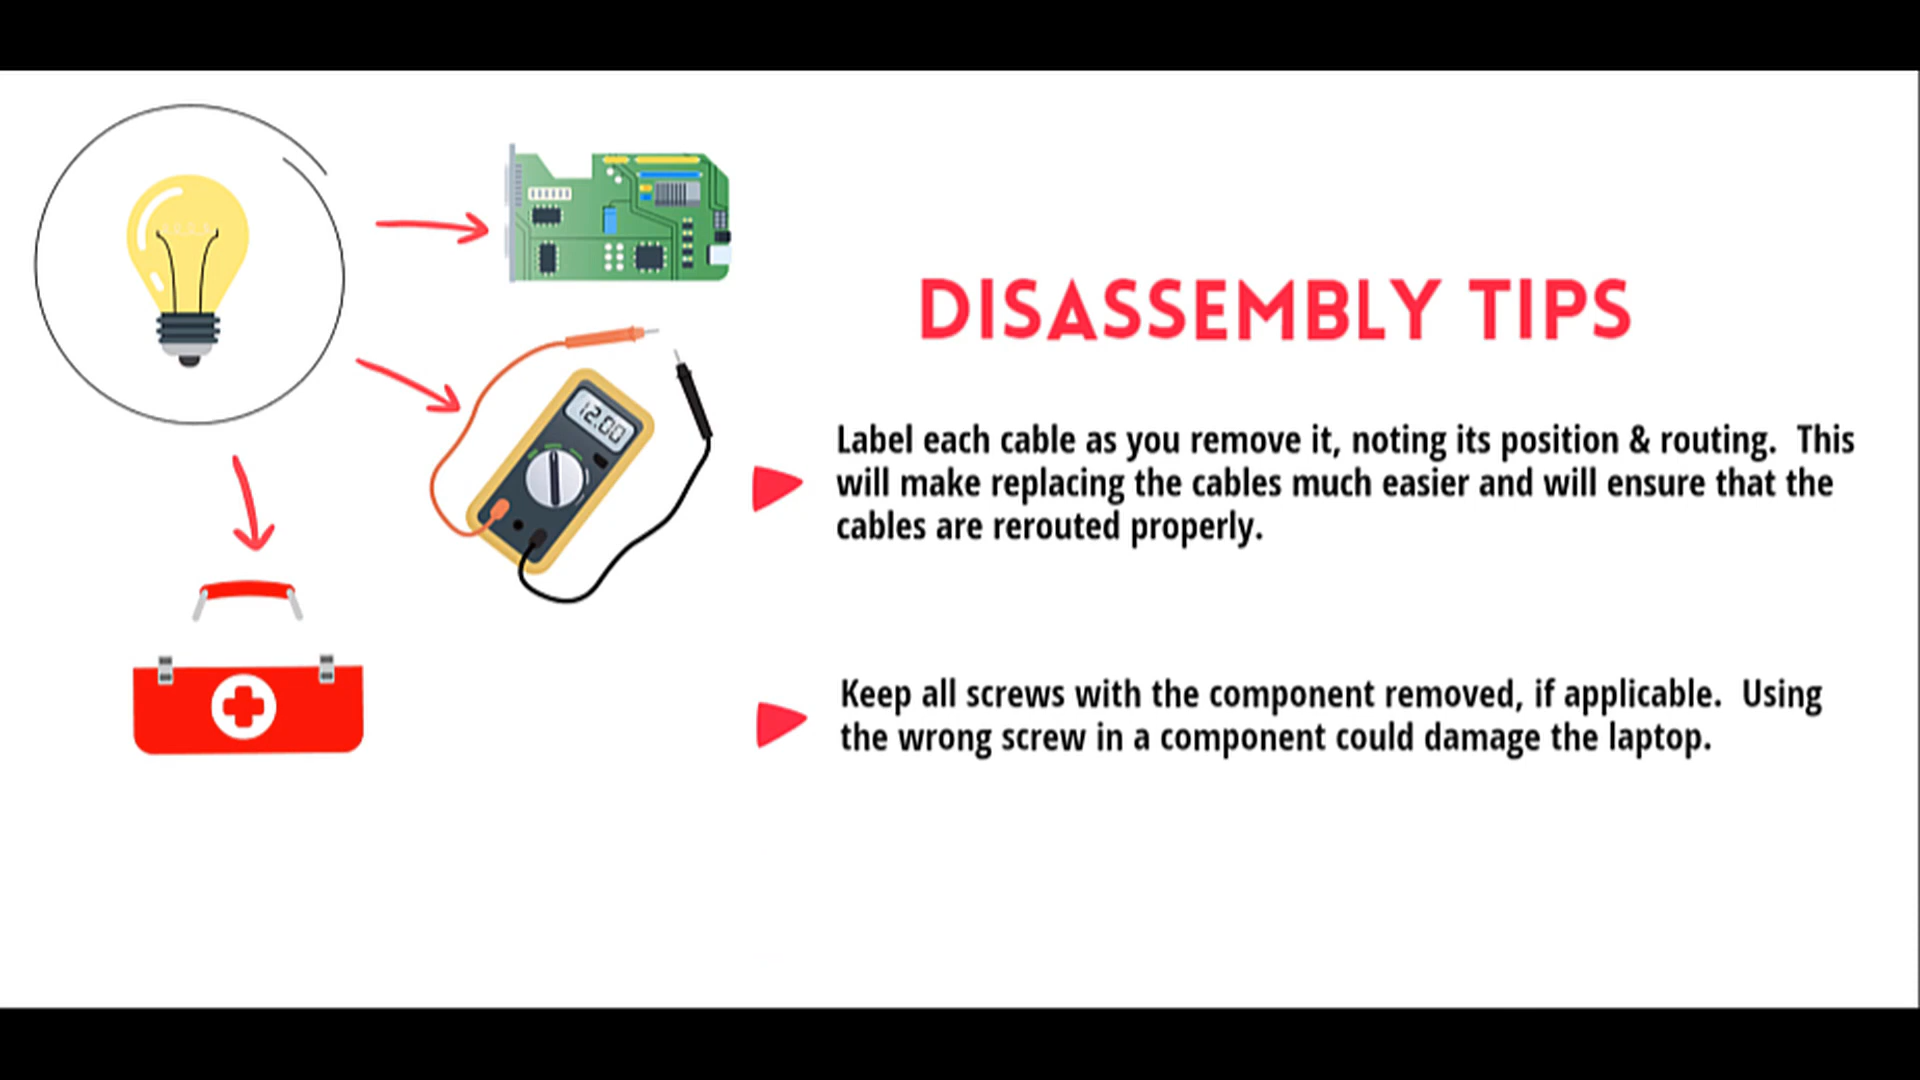 DISASSEMBLY TIPS
12.00
Label each cable as you remove it, noting its position & routing. This
will make replacing the cables much easier and will ensure that the
cables are rerouted properly.
Keep all screws with the component removed, if applicable. Using
the wrong screw in a component could damage the laptop.